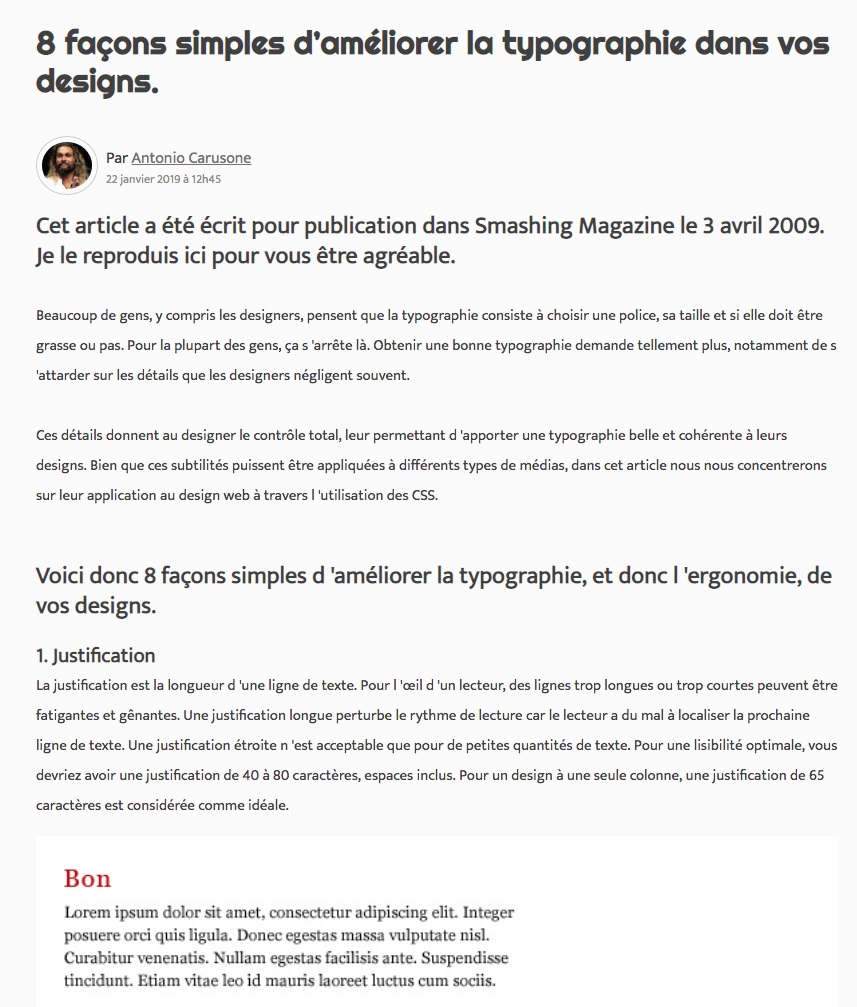 8 façons simples d’améliorer la typographie dans vos
designs.
Par Antonio Carusone
22 janvier 2019 à 12h45
Cet article a été écrit pour publication dans Smashing Magazine le 3 avril 2009.
Je le reproduis ici pour vous être agréable.
Beaucoup de gens, y compris les designers, pensent que la typographie consiste à choisir une police, sa taille et si elle doit être
grasse ou pas. Pour la plupart des gens, ça s 'arrête là. Obtenir une bonne typographie demande tellement plus, notamment de s
'attarder sur les détails que les designers négligent souvent.
Ces détails donnent au designer le contrôle total, leur permettant d 'apporter une typographie belle et cohérente à leurs
designs. Bien que ces subtilités puissent être appliquées à différents types de médias, dans cet article nous nous concentrerons
sur leur application au design web à travers l 'utilisation des CSS.
Voici donc 8 façons simples d 'améliorer la typographie, et donc l 'ergonomie, de
vos designs.
1. Justification
La justification est la longueur d 'une ligne de texte. Pour l 'œil d 'un lecteur, des lignes trop longues ou trop courtes peuvent être
fatigantes et gênantes. Une justification longue perturbe le rythme de lecture car le lecteur a du mal à localiser la prochaine
ligne de texte. Une justification étroite n 'est acceptable que pour de petites quantités de texte. Pour une lisibilité optimale, vous
devriez avoir une justification de 40 à 80 caractères, espaces inclus. Pour un design à une seule colonne, une justification de 65
caractères est considérée comme idéale.
Bon
Lorem ipsum dolor sit amet, consectetur adipiscing elit. Integer
posuere orci quis ligula. Donec egestas massa vulputate nisl.
Curabitur venenatis. Nullam egestas facilisis ante. Suspendisse
tincidunt. Etiam vitae leo id mauris laoreet luctus cum sociis.